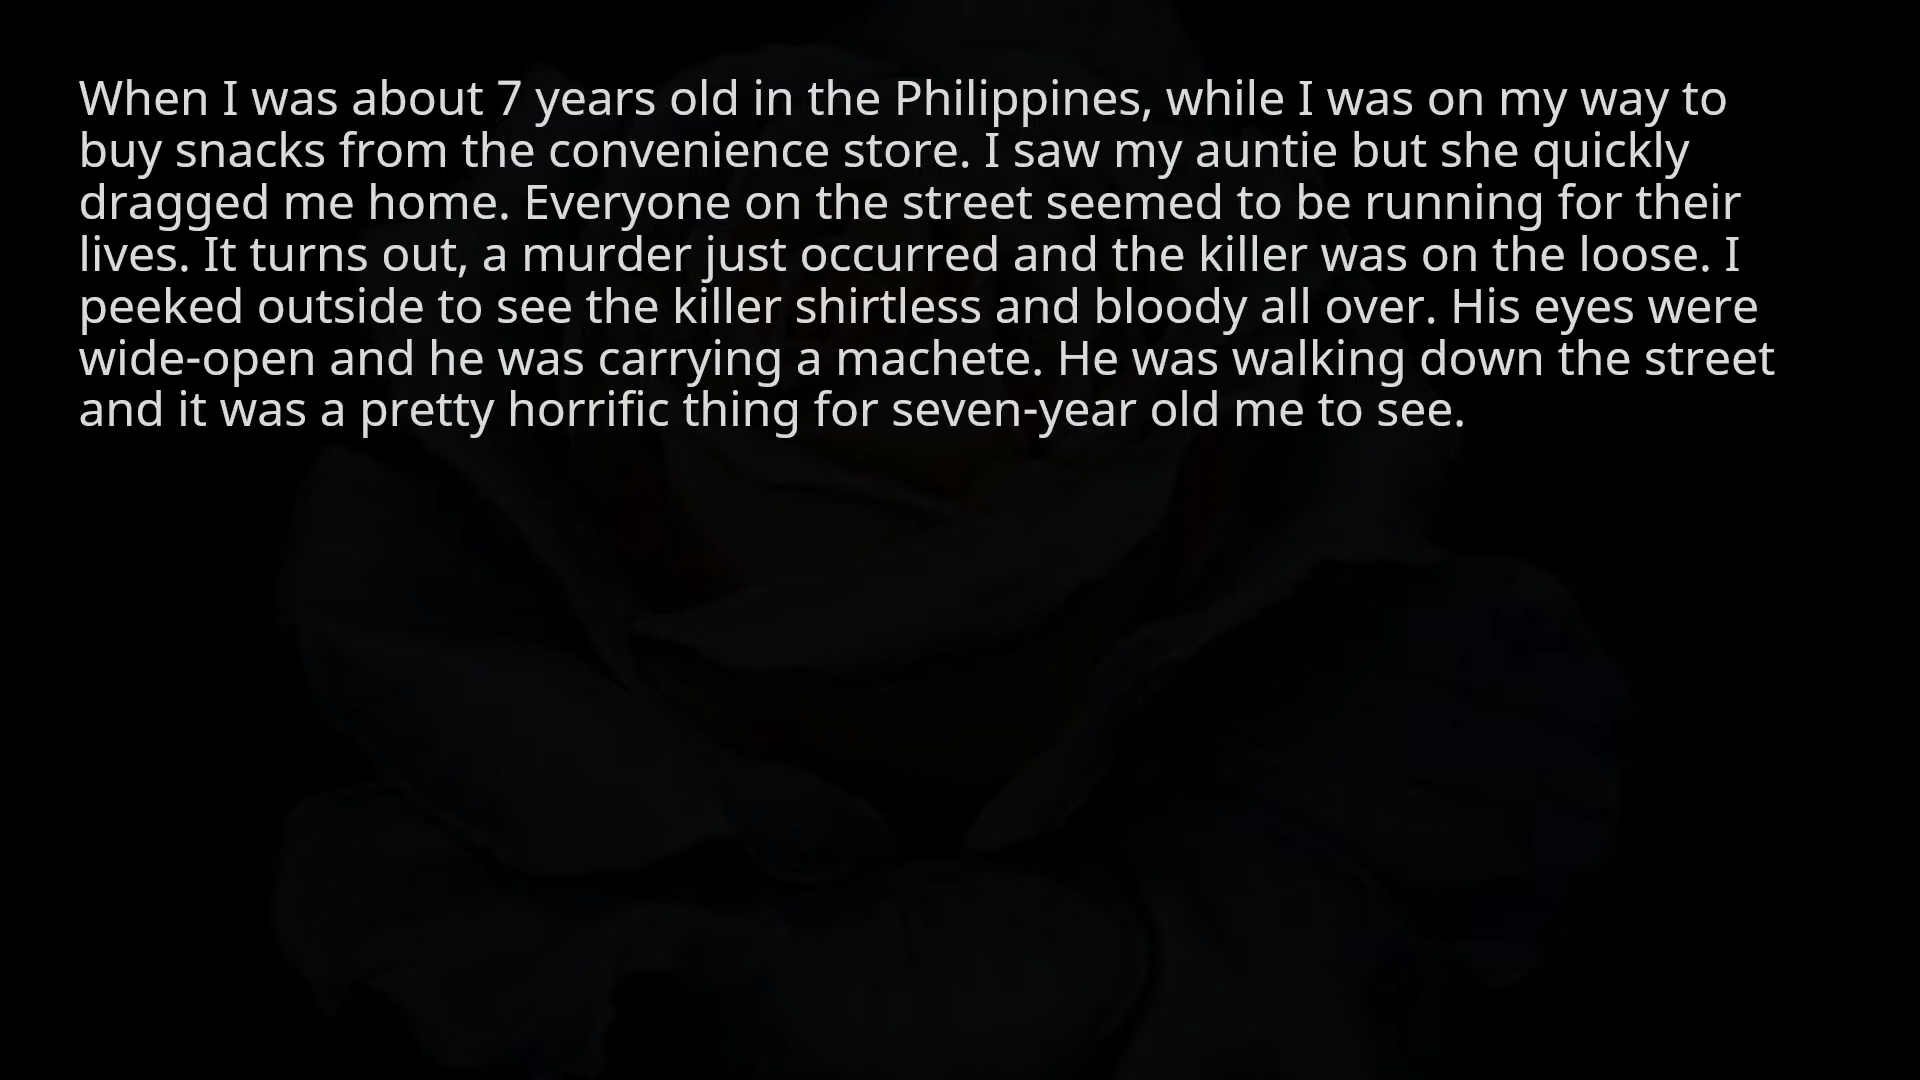 When I was about 7 years old in the Philippines, while I was on my way to
buy snacks from the convenience store. I saw my auntie but she quickly
dragged me home. Everyone on the street seemed to be running for their
lives. It turns out, a murder just occurred and the killer was on the loose. I
peeked outside to see the killer shirtless and bloody all over. His eyes were
wide-open and he was carrying a machete. He was walking down the street
and it was a pretty horrific thing for seven-year old me to see.